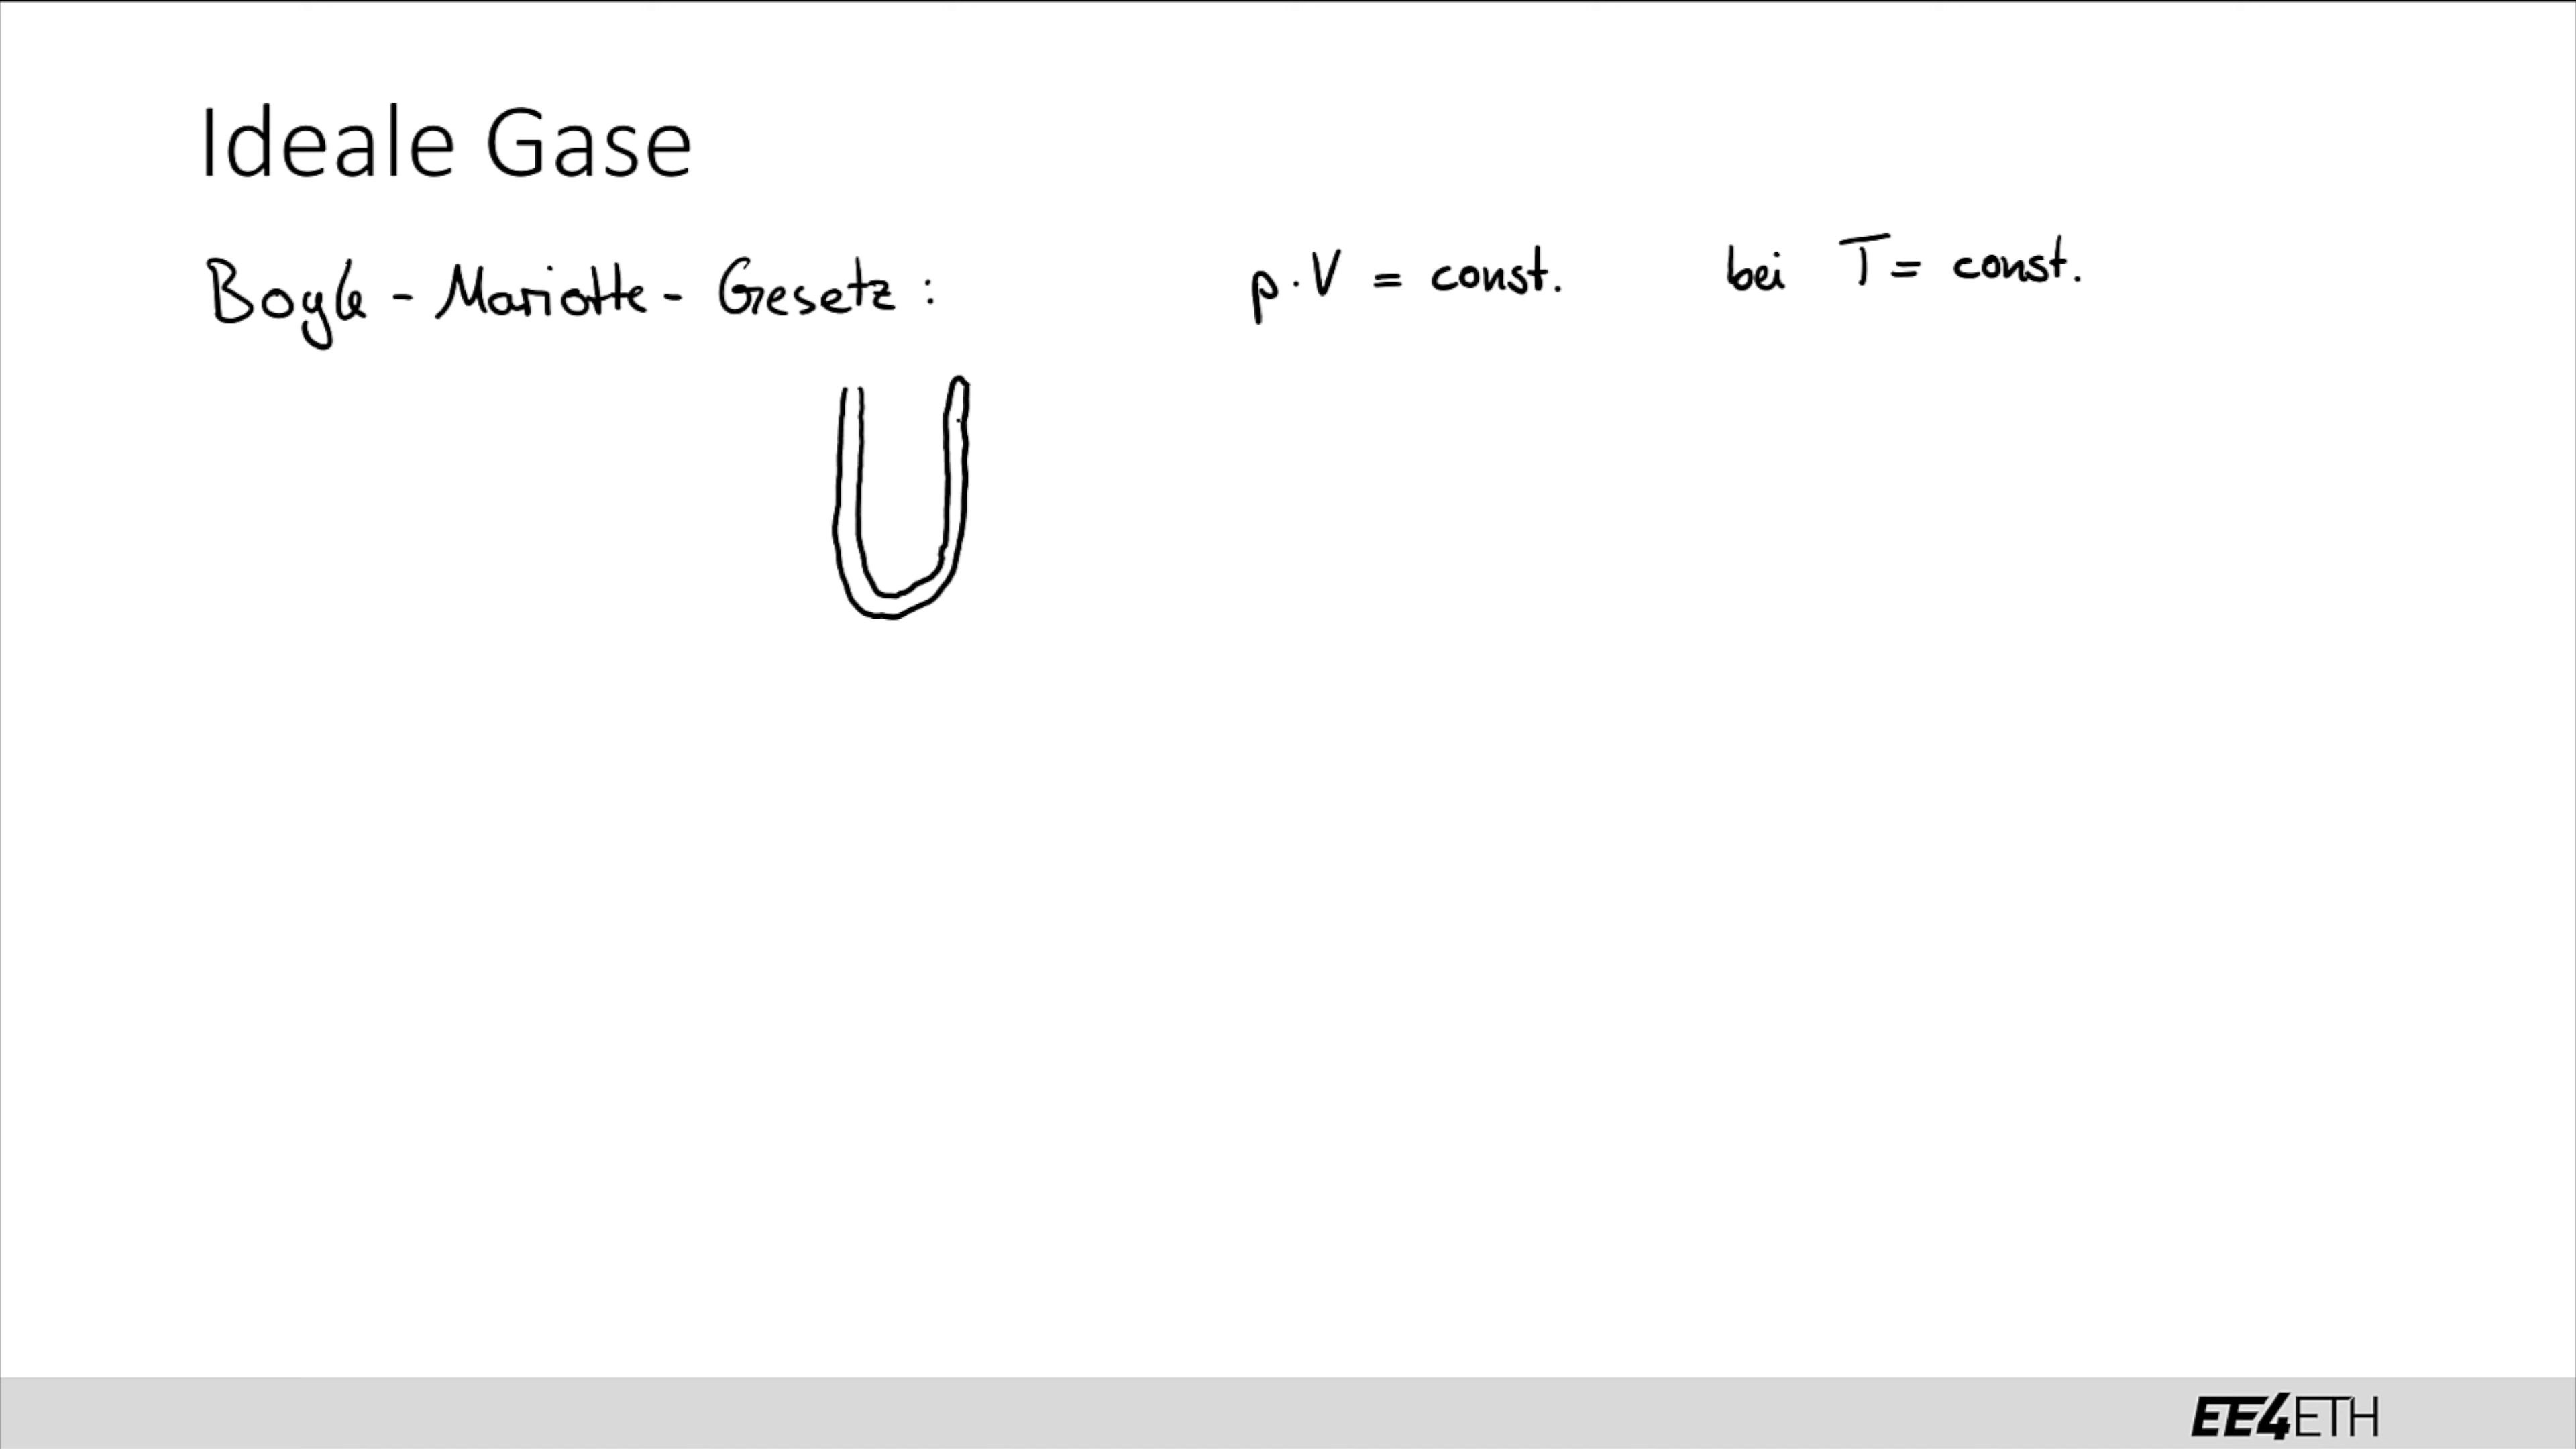 Ideale Gase
Boyle - Mariotte - Gesetz : p · V = const. bei T = const.
EE4ETH